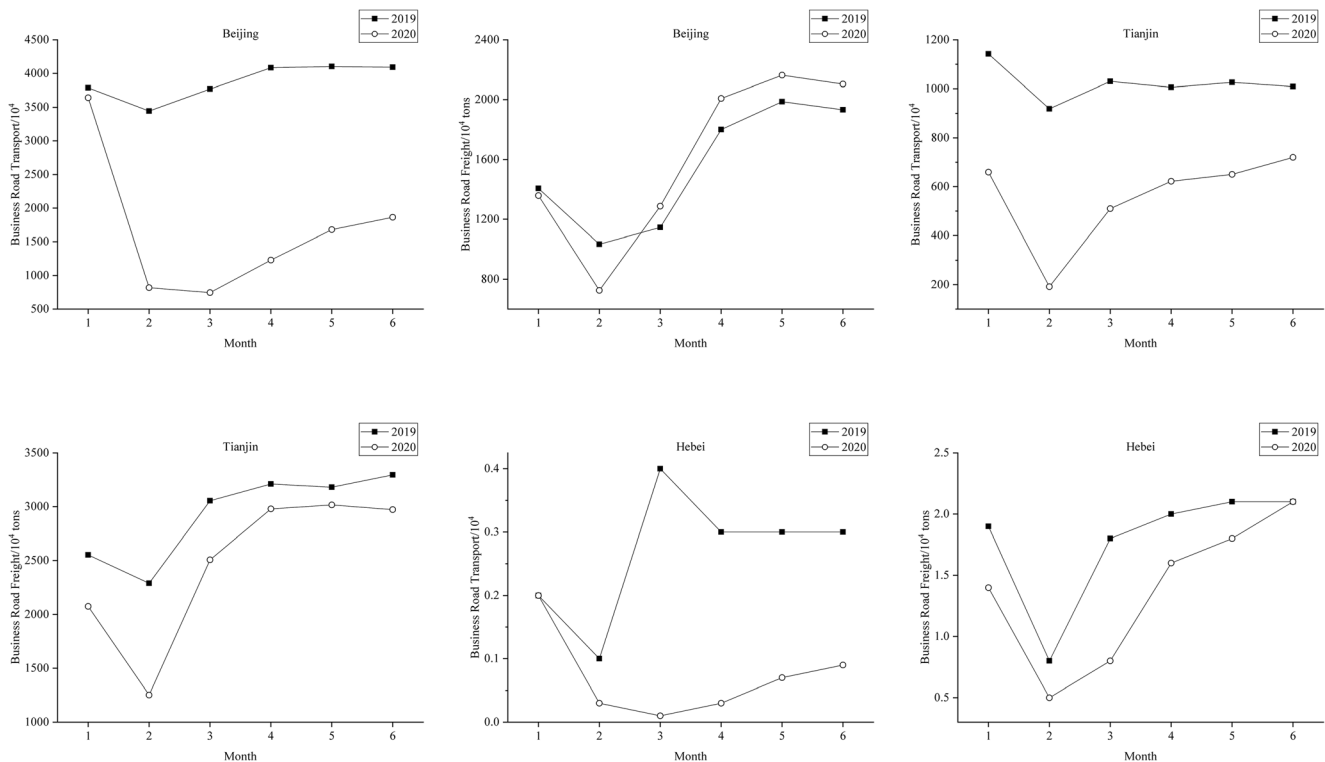 Beijing
2019
2020
4500
4000
3500
3000
2500
2000
1500
1000
500
Business Road Transport/10⁴
1 2 3 4 5 6
Month
Beijing
2019
2020
2400
2000
1600
1200
800
Business Road Freight/10⁴ tons
1 2 3 4 5 6
Month
Tianjin
2019
2020
1200
1000
800
600
400
200
Business Road Transport/10⁴
1 2 3 4 5 6
Month
Tianjin
2019
2020
3500
3000
2500
2000
1500
1000
Business Road Freight/10⁴ tons
1 2 3 4 5 6
Month
Hebei
2019
2020
0.4
0.3
0.2
0.1
0.0
Business Road Transport/10⁴
1 2 3 4 5 6
Month
Hebei
2019
2020
2.5
2.0
1.5
1.0
0.5
Business Road Freight/10⁴ tons
1 2 3 4 5 6
Month